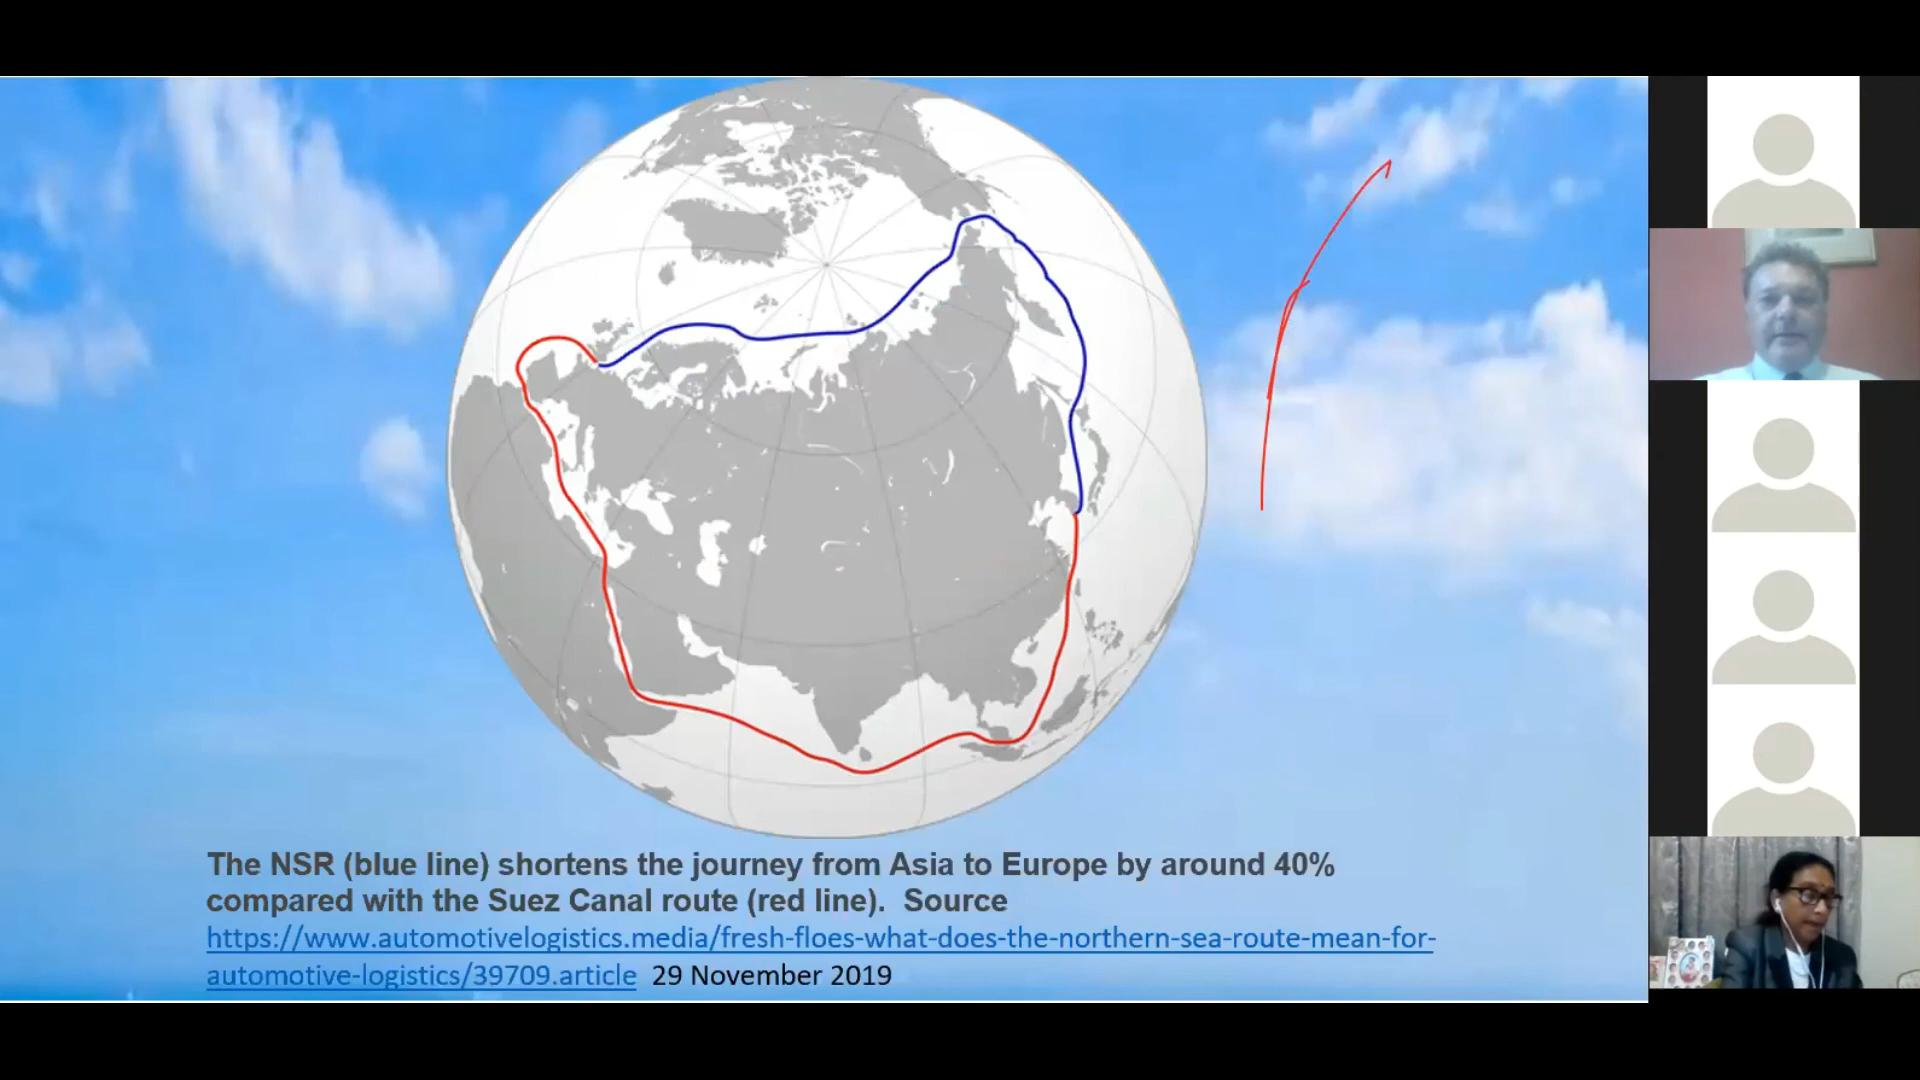 The NSR (blue line) shortens the journey from Asia to Europe by around 40%
compared with the Suez Canal route (red line).  Source
https://www.automotivelogistics.media/fresh-floes-what-does-the-northern-sea-route-mean-for-
automotive-logistics/39709.article  29 November 2019